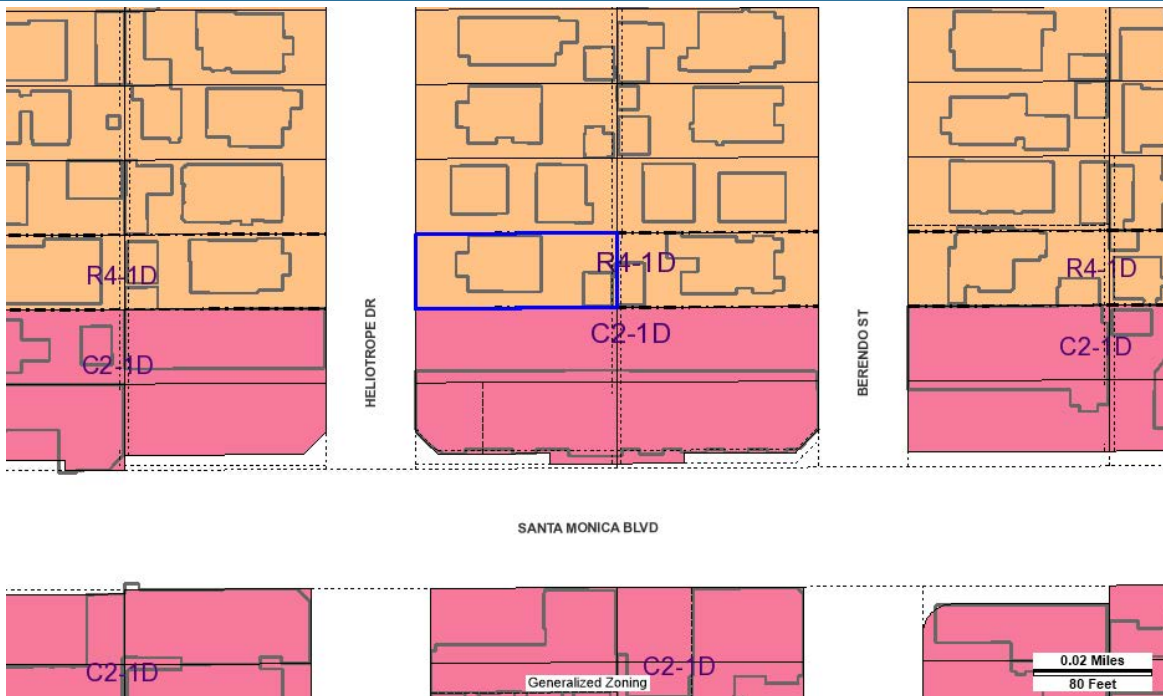 R4-1D
R4-1D
R4-1D
C2-1D
C2-1D
C2-1D
HELIOTROPE DR
BERENDO ST
SANTA MONICA BLVD
C2-1D
C2-1D
Generalized Zoning
0.02 Miles
80 Feet